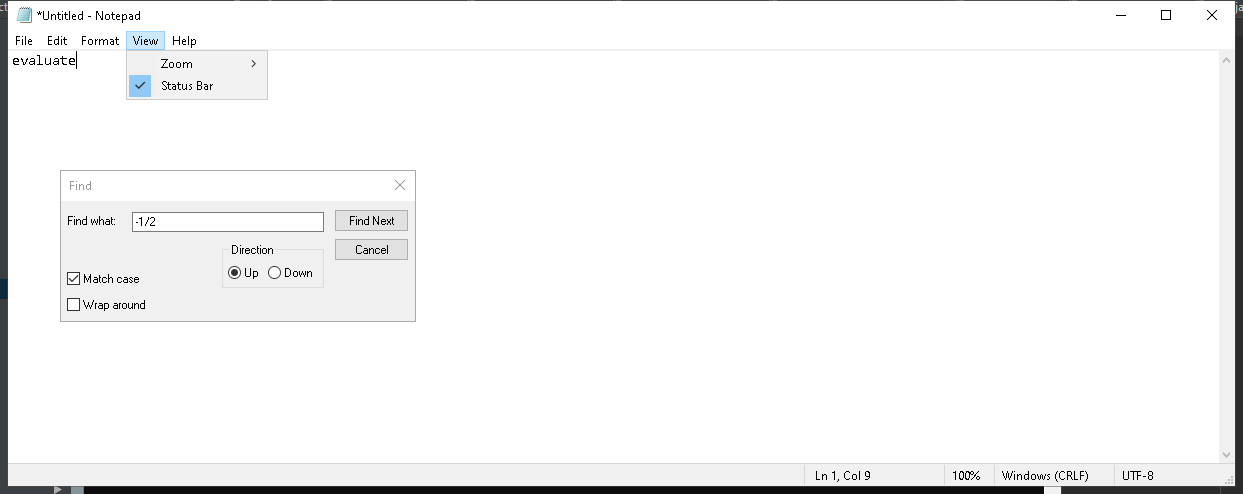 *Untitled - Notepad
File Edit Format View Help
evaluate
Zoom
Status Bar
Find
Find what: -1/2 Find Next
Direction Cancel
Up Down
Match case
Wrap around
Ln 1, Col 9 100% Windows (CRLF) UTF-8